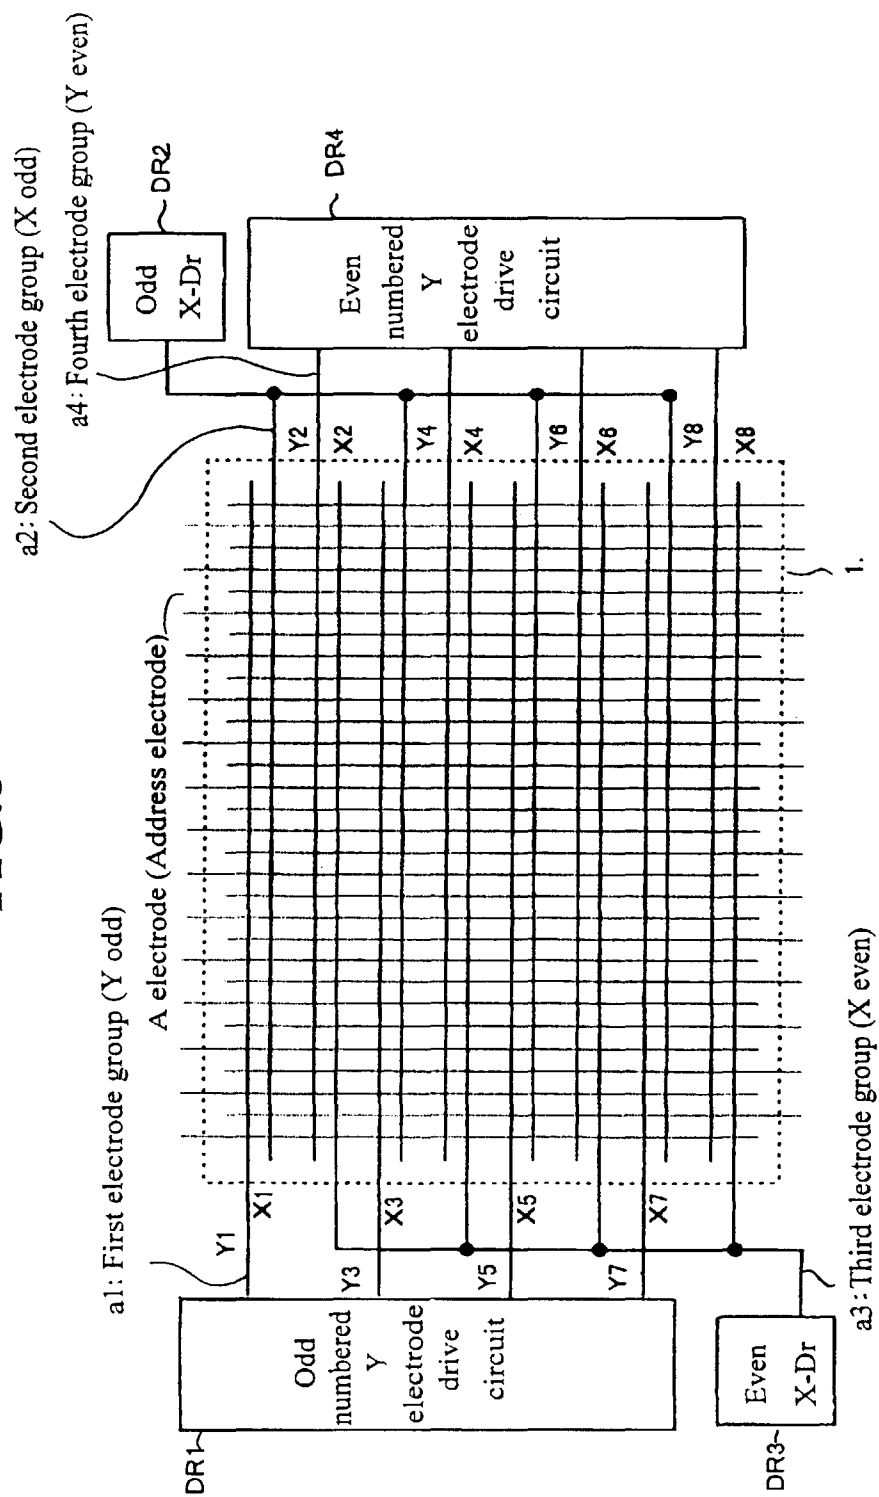 a2: Second electrode group (X odd)
a4: Fourth electrode group (Y even)
DR2
Odd
X-Dr
DR4
Even
numbered
Y
electrode
drive
circuit
Y2
X2
Y4
X4
Y6
X6
Y8
X8
A electrode (Address electrode)
1.
a1: First electrode group (Y odd)
Y1
X1
Y3
X3
Y5
X5
Y7
X7
Odd
numbered
Y
electrode
drive
circuit
DR1
Even
X-Dr
DR3
a3: Third electrode group (X even)